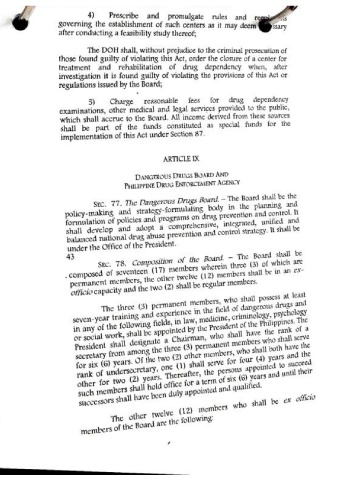 4) Prescribe and promulgate rules and
governing the establishment of such centers as it may deem
after conducting a feasibility study thereof;
The DOH shall, without prejudice to the criminal prosecution of
those found guilty of violating this Act, order the closure of a center for
treatment and rehabilitation of drug dependency when, after
investigation it is found guilty of violating the provisions of this Act or
regulations issued by the Board;
5) Charge reasonable fees for drug dependency
examinations, other medical and legal services provided to the public,
which shall accrue to the Board. All income derived from these sources
shall be part of the funds constituted as special funds for the
implementation of this Act under Section 87.
ARTICLE IX
DANGEROUS DRUGS BOARD AND
PHILIPPINE DRUG ENFORCEMENT AGENCY
SEC. 77. The Dangerous Drugs Board. – The Board shall be the
policy-making and strategy-formulating body in the planning and
formulation of policies and programs on drug prevention and control. It
shall develop and adopt a comprehensive, integrated, unified and
balanced national drug abuse prevention and control strategy. It shall be
under the Office of the President.
43
SEC. 78. Composition of the Board. – The Board shall be
composed of seventeen (17) members wherein three (3) of which are
permanent members, the other twelve (12) members shall be in an ex-
officio capacity and the two (2) shall be regular members.
The three (3) permanent members, who shall possess at least
seven-year training and experience in the field of dangerous drugs and
in any of the following fields, in law, medicine, criminology, psychology
or social work, shall be appointed by the President of the Philippines. The
President shall designate a Chairman, who shall have the rank of a
secretary from among the three (3) permanent members who shall serve
for six (6) years. Of the two (2) other members, who shall both have the
rank of undersecretary, one (1) shall serve for four (4) years and the
other for two (2) years. Thereafter, the persons appointed to succeed
such members shall hold office for a term of six (6) years and until their
successors shall have been duly appointed and qualified.
The other twelve (12) members who shall be ex officio
members of the Board are the following: